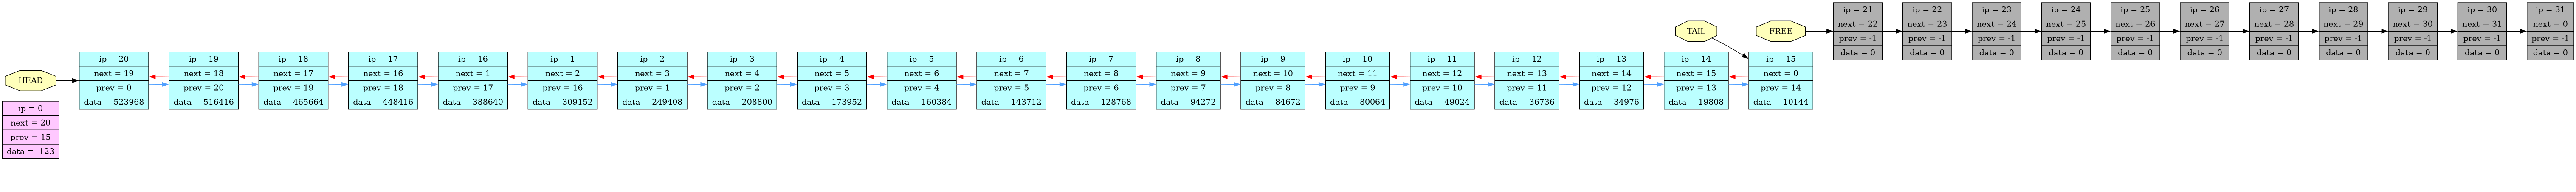 HEAD
ip = 0
next = 20
prev = 15
data = -123
ip = 20
next = 19
prev = 0
data = 523968
ip = 19
next = 18
prev = 20
data = 516416
ip = 18
next = 17
prev = 19
data = 465664
ip = 17
next = 16
prev = 18
data = 448416
ip = 16
next = 1
prev = 17
data = 388640
ip = 1
next = 2
prev = 16
data = 309152
ip = 2
next = 3
prev = 1
data = 249408
ip = 3
next = 4
prev = 2
data = 208800
ip = 4
next = 5
prev = 3
data = 173952
ip = 5
next = 6
prev = 4
data = 160384
ip = 6
next = 7
prev = 5
data = 143712
ip = 7
next = 8
prev = 6
data = 128768
ip = 8
next = 9
prev = 7
data = 94272
ip = 9
next = 10
prev = 8
data = 84672
ip = 10
next = 11
prev = 9
data = 80064
ip = 11
next = 12
prev = 10
data = 49024
ip = 12
next = 13
prev = 11
data = 36736
ip = 13
next = 14
prev = 12
data = 34976
ip = 14
next = 15
prev = 13
data = 19808
TAIL
ip = 15
next = 0
prev = 14
data = 10144
FREE
ip = 21
next = 22
prev = -1
data = 0
ip = 22
next = 23
prev = -1
data = 0
ip = 23
next = 24
prev = -1
data = 0
ip = 24
next = 25
prev = -1
data = 0
ip = 25
next = 26
prev = -1
data = 0
ip = 26
next = 27
prev = -1
data = 0
ip = 27
next = 28
prev = -1
data = 0
ip = 28
next = 29
prev = -1
data = 0
ip = 29
next = 30
prev = -1
data = 0
ip = 30
next = 31
prev = -1
data = 0
ip = 31
next = 0
prev = -1
data = 0